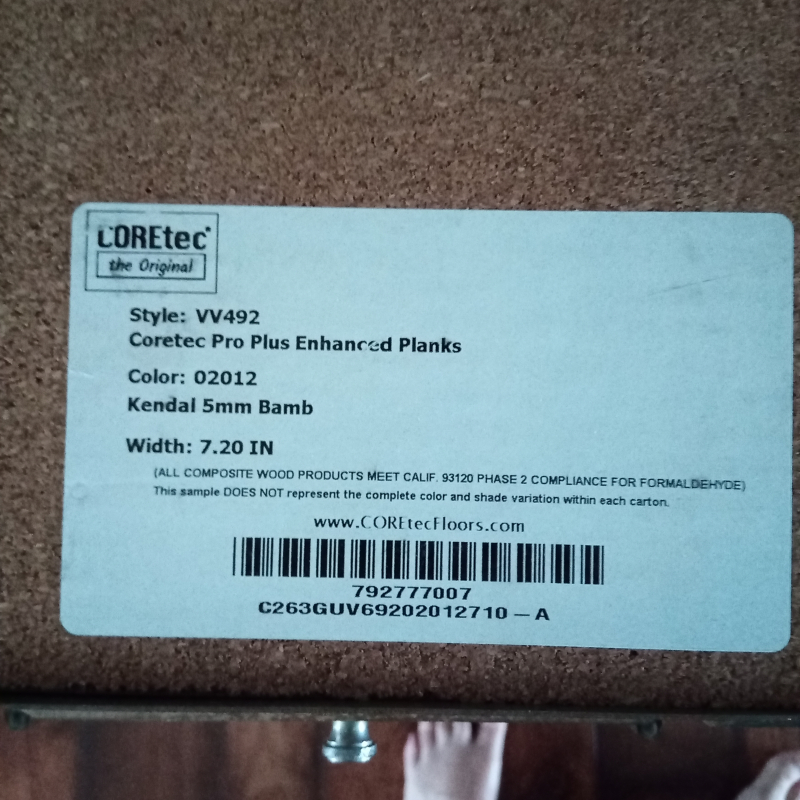 COREtec
the Original
Style: VV492
Coretec Pro Plus Enhanced Planks
Color: 02012
Kendal 5mm Bamb
Width: 7.20 IN
(ALL COMPOSITE WOOD PRODUCTS MEET CALIF. 93120 PHASE 2 COMPLIANCE FOR FORMALDEHYDE)
This sample DOES NOT represent the complete color and shade variation within each carton.
www.COREtecFloors.com
792777007
C263GUV69202012710 – A